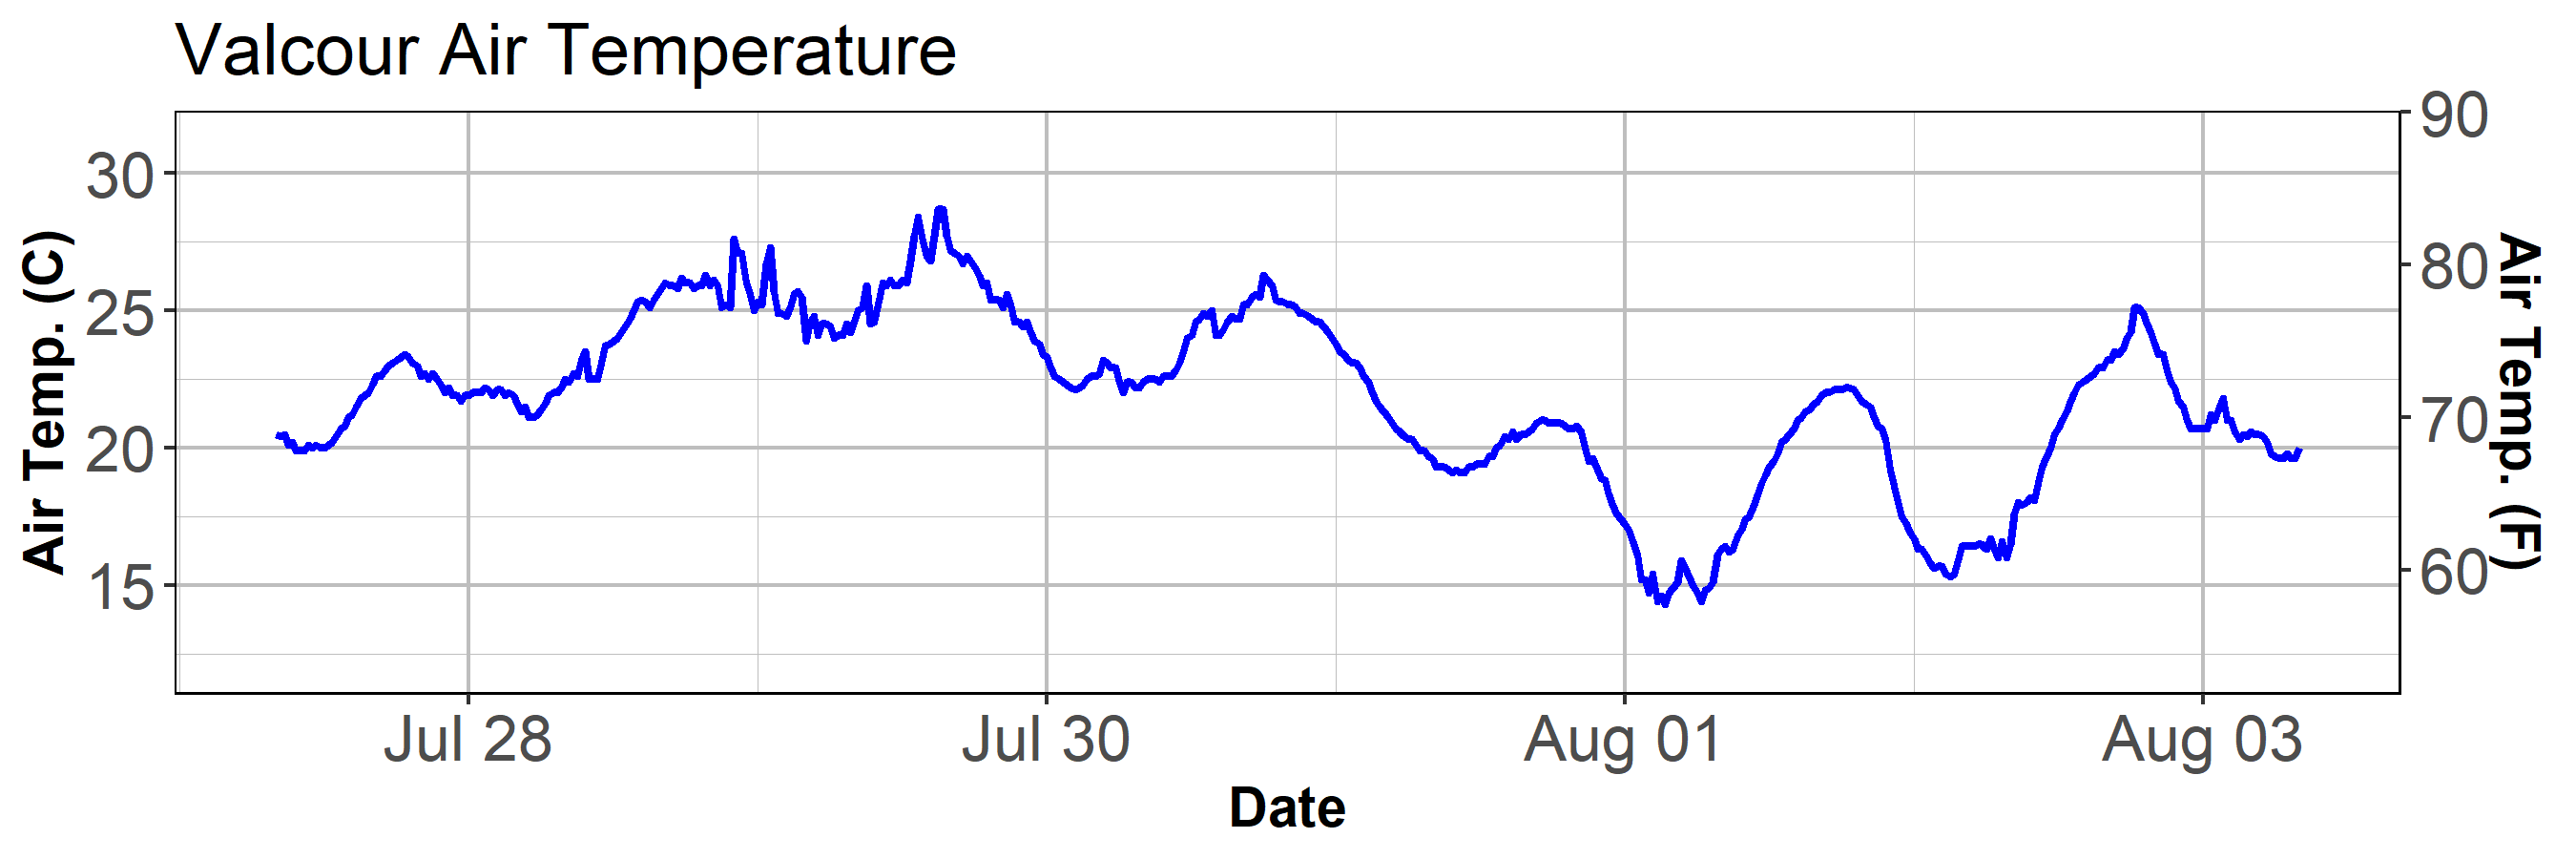 Valcour Air Temperature
Air Temp. (C)
30
25
20
15
90
80
70
60
Air Temp. (F)
Jul 28
Jul 30
Aug 01
Aug 03
Date